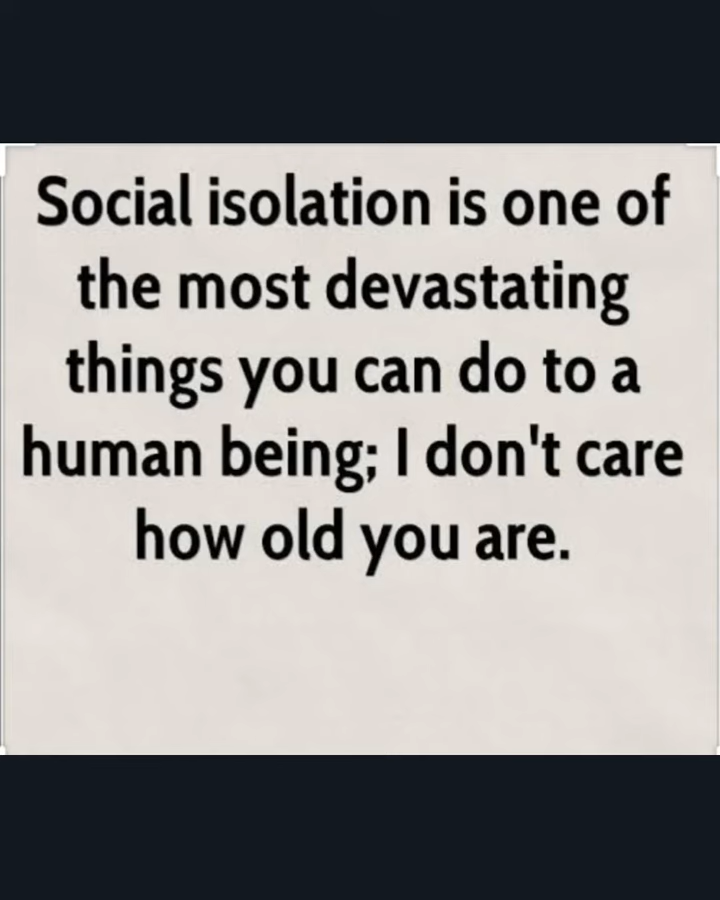 Social isolation is one of
the most devastating
things you can do to a
human being; I don't care
how old you are.